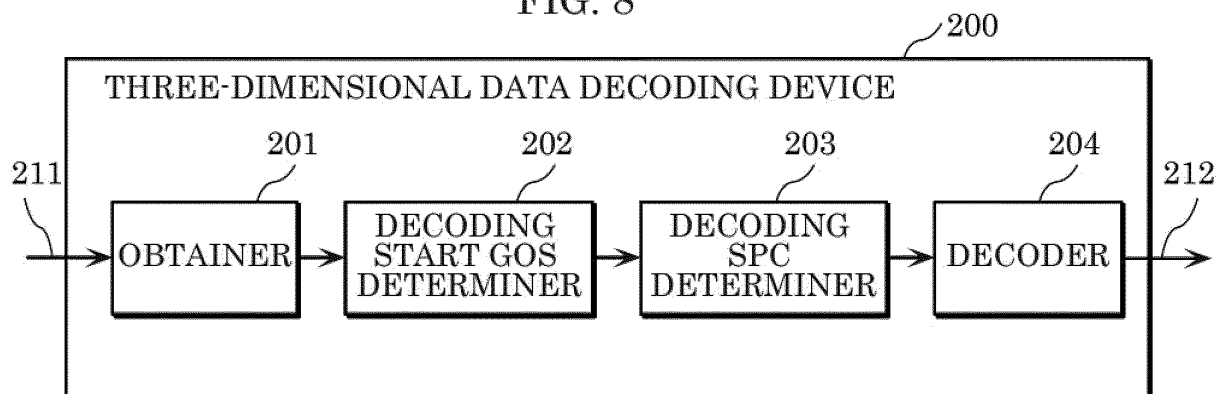 FIG. 8
200
THREE-DIMENSIONAL DATA DECODING DEVICE
201
202
203
204
211
212
OBTAINER
DECODING
START GOS
DETERMINER
DECODING
SPC
DETERMINER
DECODER